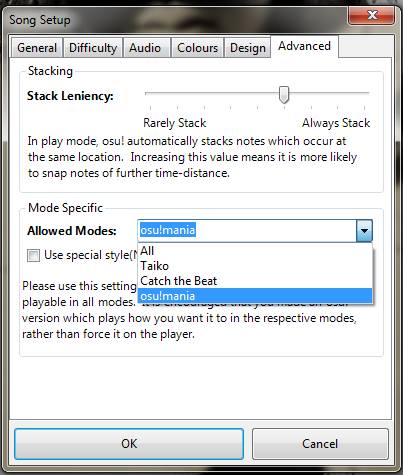 Song Setup
General Difficulty Audio Colours Design Advanced
Stacking
Stack Leniency:
Rarely Stack Always Stack
In play mode, osu! automatically stacks notes which occur at
the same location. Increasing this value means it is more likely
to snap notes of further time-distance.
Mode Specific
Allowed Modes: osu!mania
All
Use special style(
Taiko
Catch the Beat
osu!mania
Please use this setting
playable in all modes. It is encouraged that you made an osu!
version which plays how you want it to in the respective modes,
rather than force it on the player.
OK Cancel